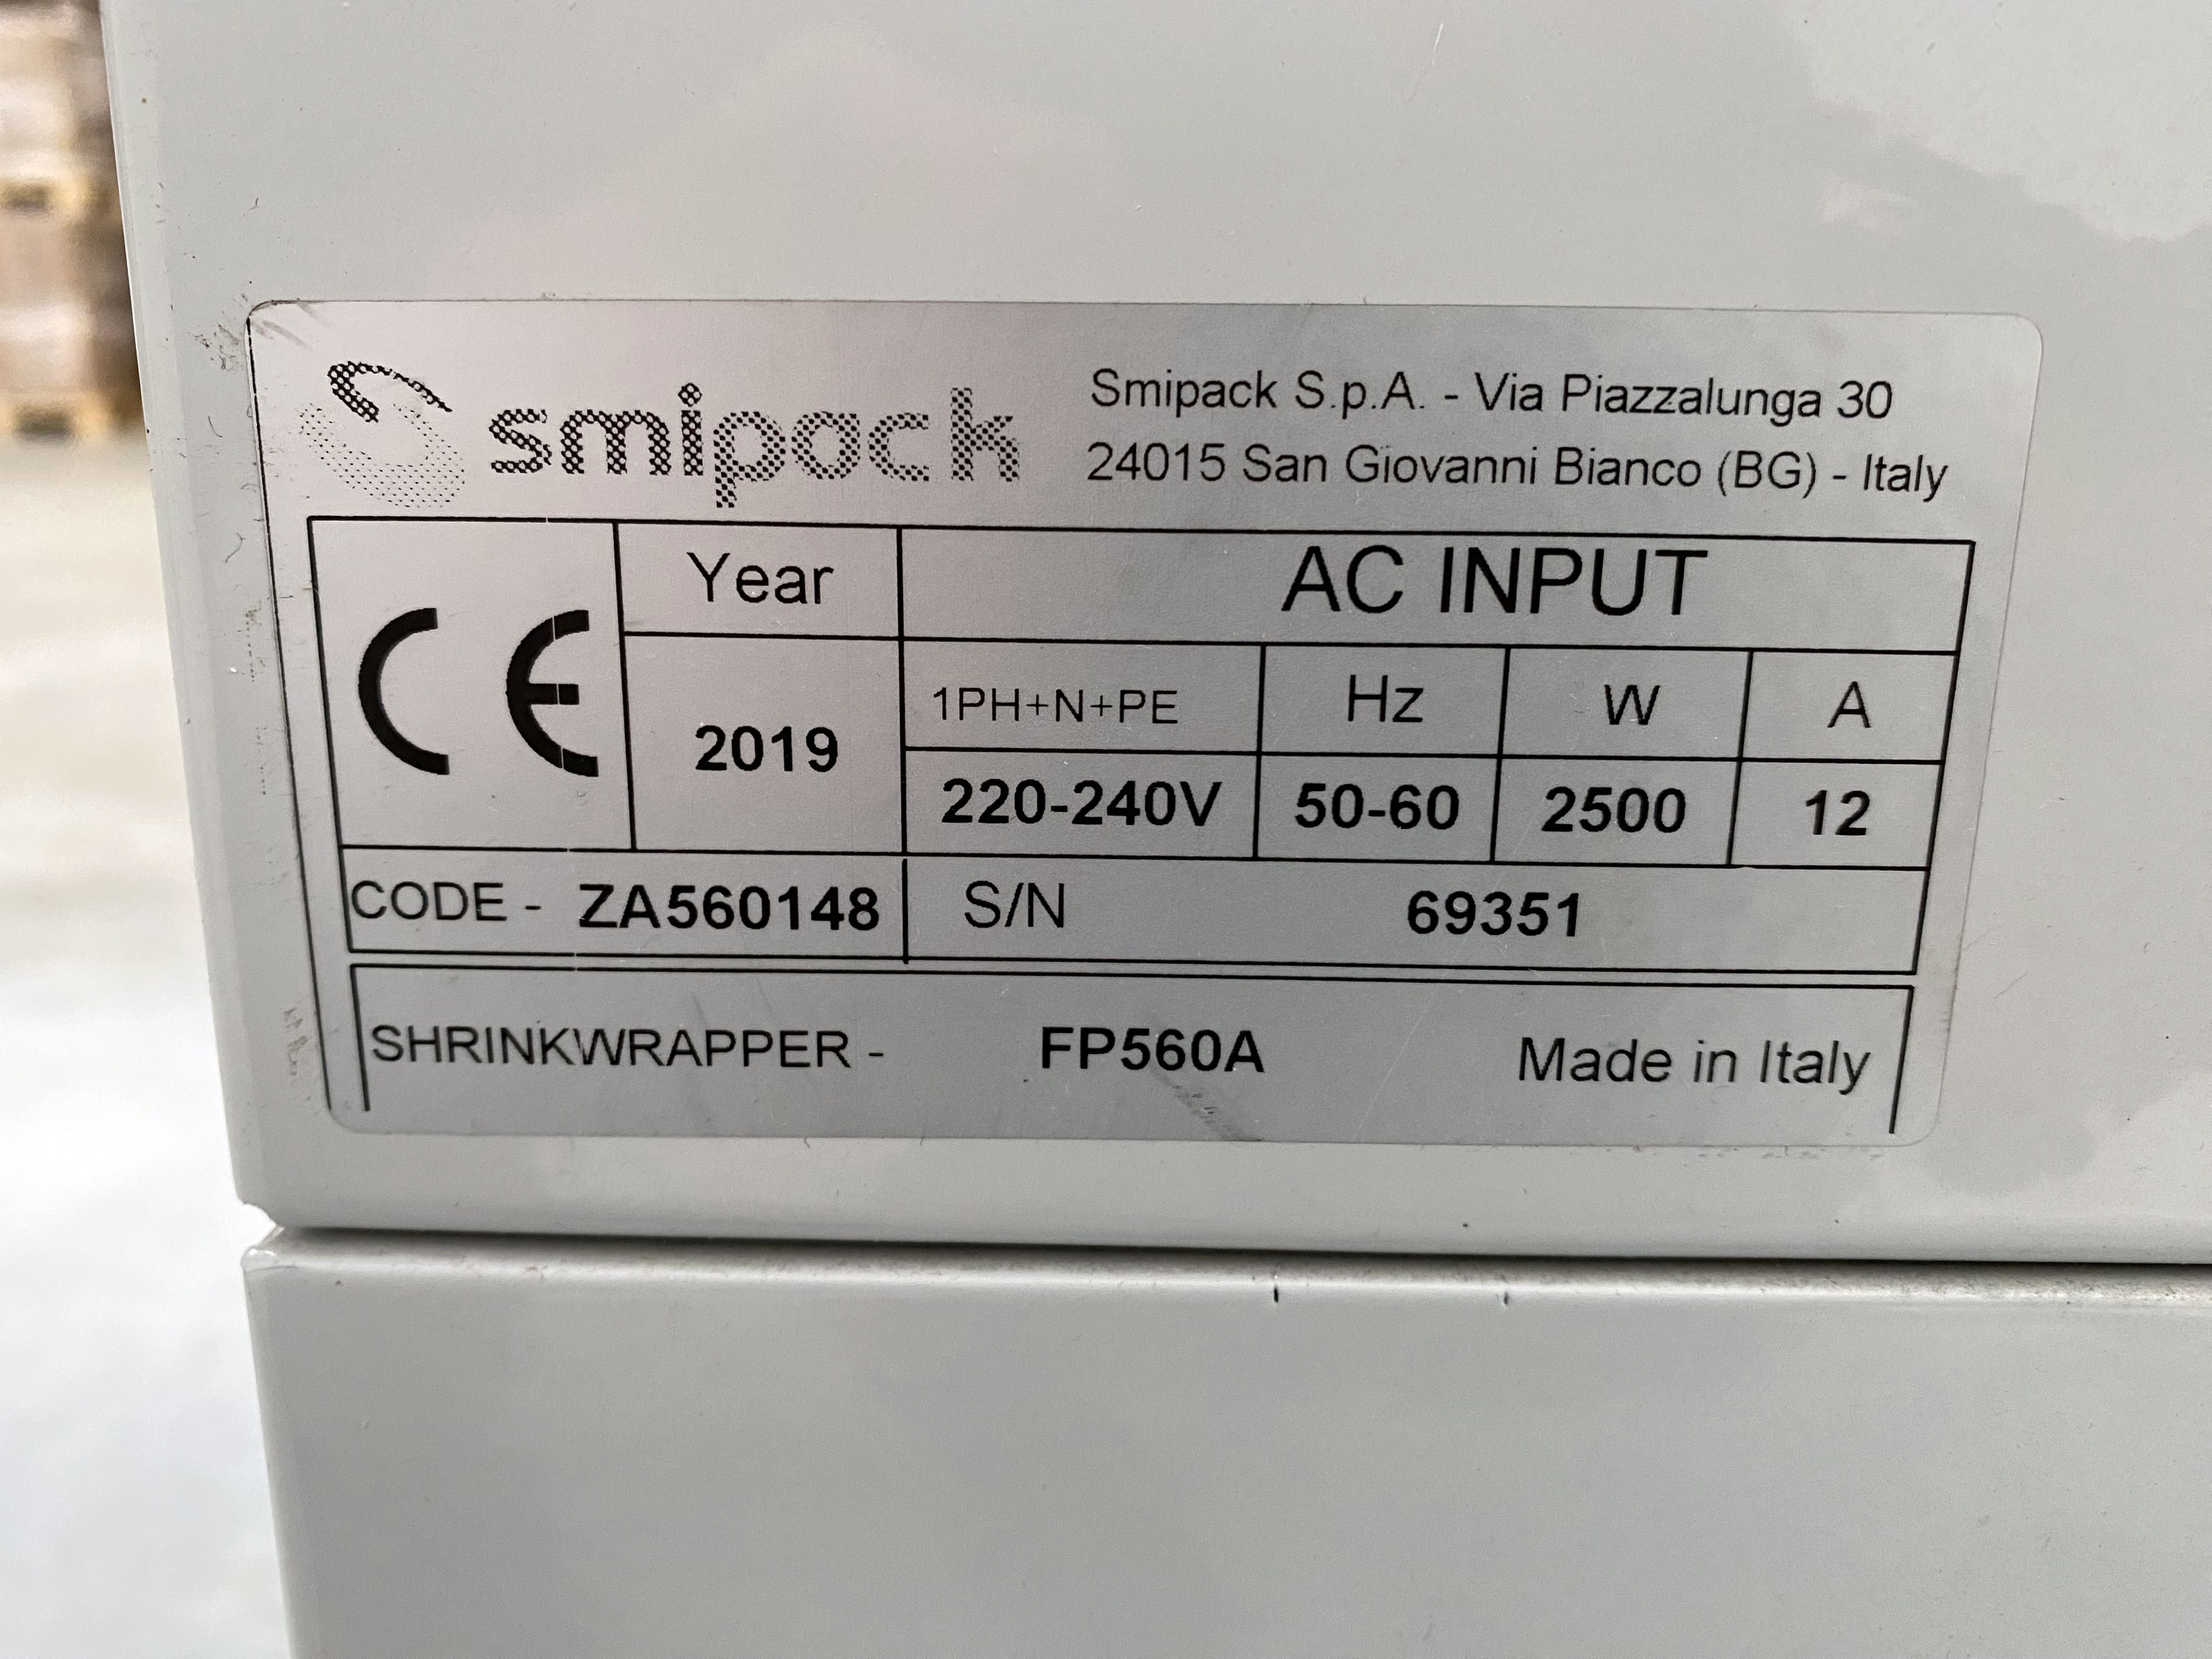 smipack
Smipack S.p.A. - Via Piazzalunga 30
24015 San Giovanni Bianco (BG) - Italy
CE
Year
AC INPUT
1PH+N+PE Hz W A
2019
220-240V 50-60 2500 12
CODE - ZA560148 S/N 69351
SHRINKWRAPPER - FP560A Made in Italy